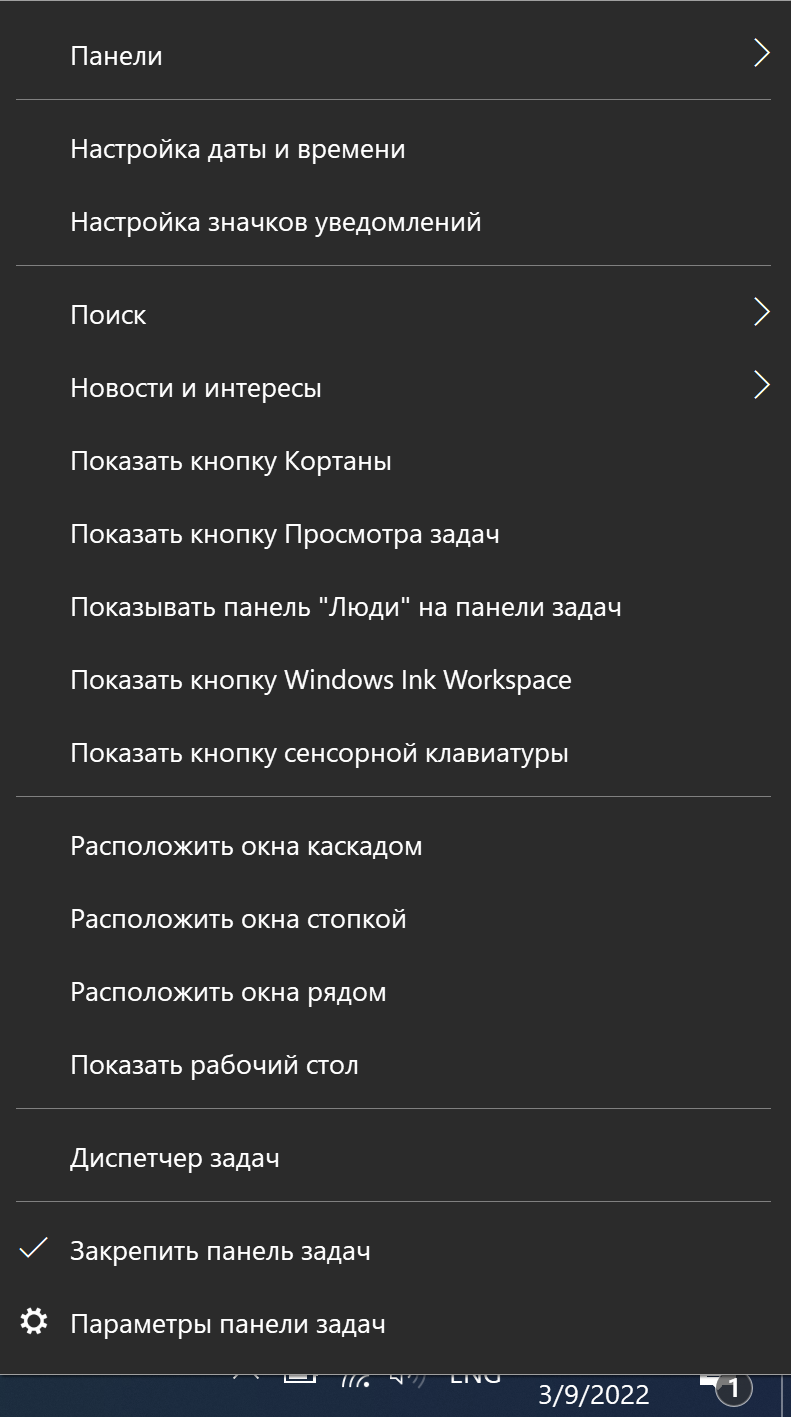 Панели
Настройка даты и времени
Настройка значков уведомлений
Поиск
Новости и интересы
Показать кнопку Кортаны
Показать кнопку Просмотра задач
Показывать панель "Люди" на панели задач
Показать кнопку Windows Ink Workspace
Показать кнопку сенсорной клавиатуры
Расположить окна каскадом
Расположить окна стопкой
Расположить окна рядом
Показать рабочий стол
Диспетчер задач
Закрепить панель задач
Параметры панели задач
ENG
3/9/2022
1